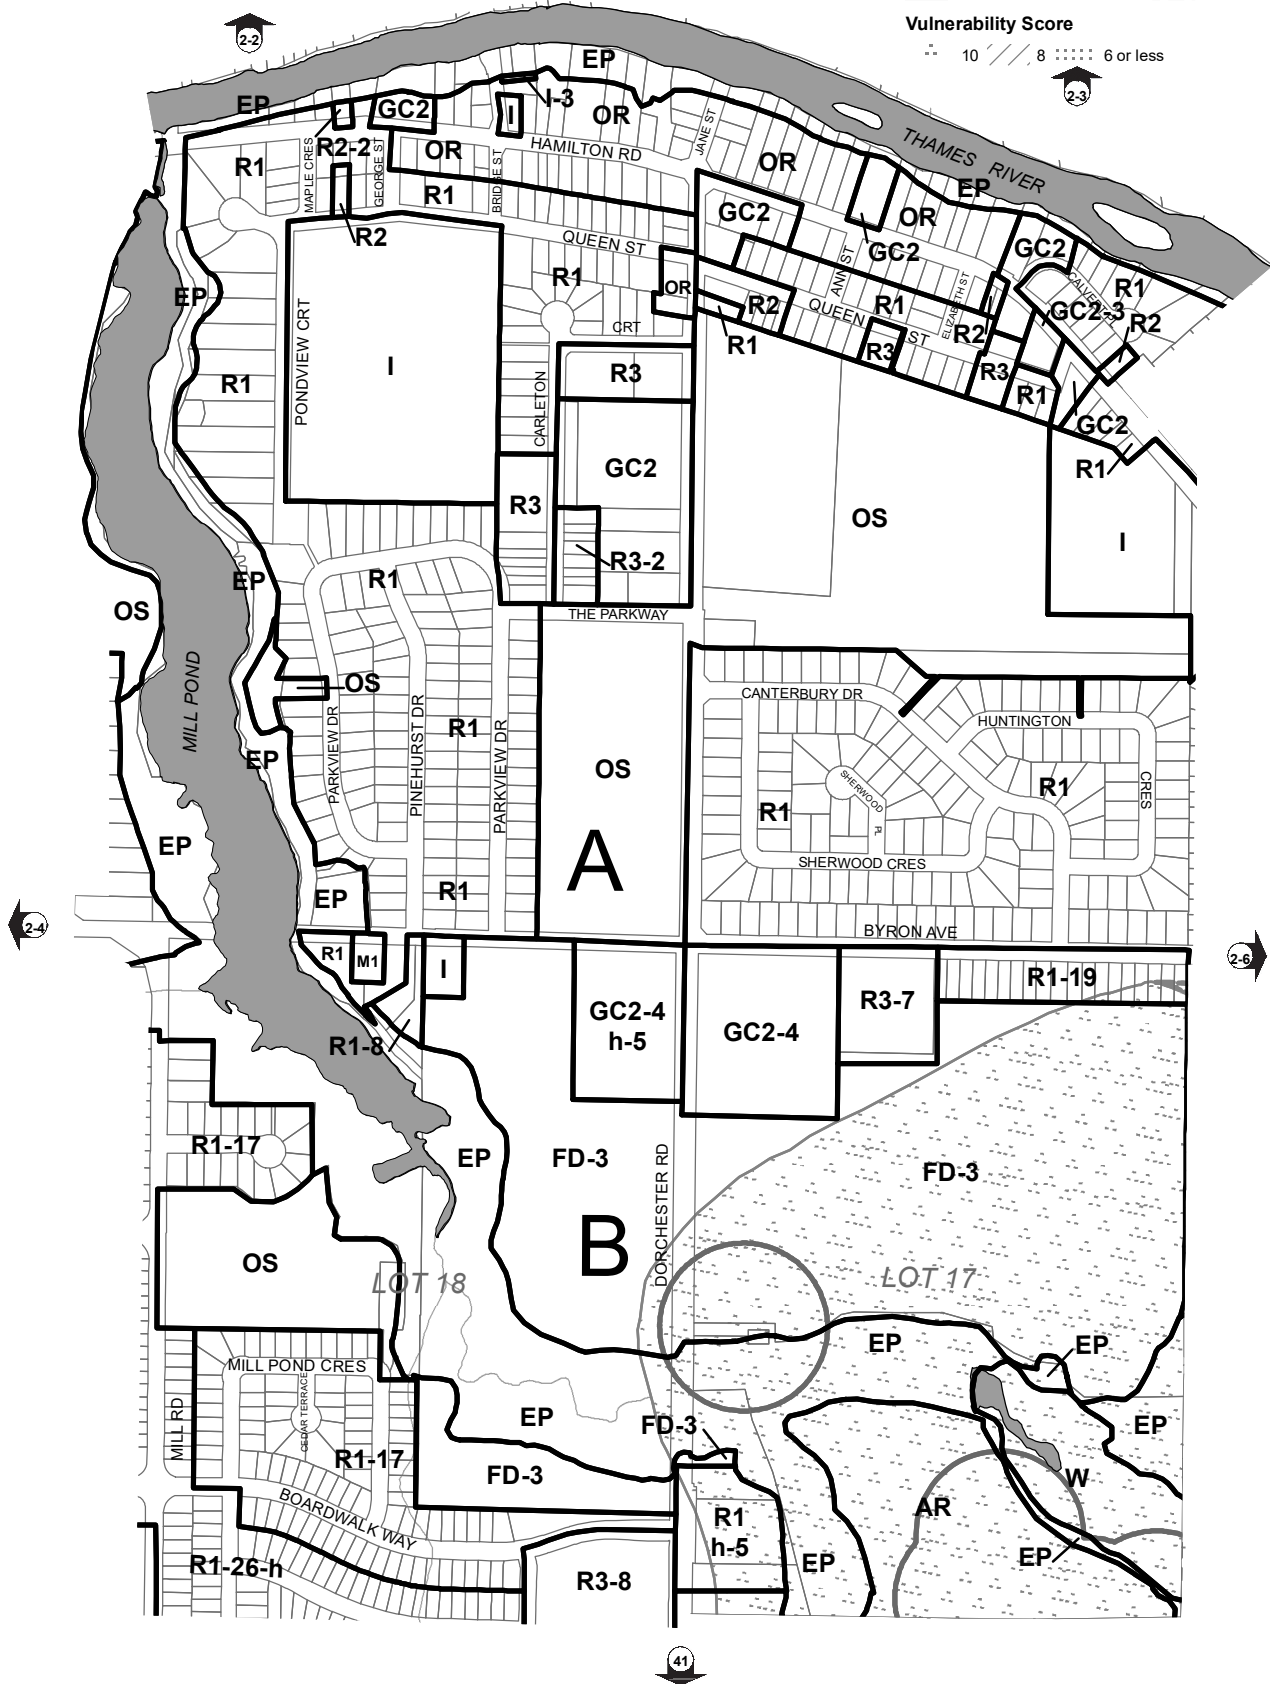 Vulnerability Score
10 8 6 or less
2-2
2-3
EP
EP
I-3
GC2
I
OR
R2-2
HAMILTON RD
JANE ST
THAMES RIVER
R1
MAPLE CRES
GEORGE ST
OR
BRIDGE ST
OR
EP
R1
GC2
OR
R2
QUEEN ST
GC2
GC2
ANN ST
EP
R1
OR
R2
R1
ELIZABETH ST
CALVERT
R1
GC2-3
R2
QUEEN ST
CRT
R1
R3
R2
PONDVIEW CRT
I
R3
R3
R1
R1
CARLETON
GC2
R1
GC2
R3
OS
I
R3-2
EP
R1
OS
THE PARKWAY
MILL POND
OS
CANTERBURY DR
HUNTINGTON
CRES
PARKVIEW DR
PINEHURST DR
R1
PARKVIEW DR
EP
OS
SHERWOOD
PL
R1
R1
EP
A
SHERWOOD CRES
EP
R1
2-4
BYRON AVE
2-6
R1
M1
I
R1-19
GC2-4
h-5
GC2-4
R3-7
R1-8
R1-17
EP
FD-3
FD-3
DORCHESTER RD
B
OS
LOT 18
LOT 17
EP
EP
MILL POND CRES
CEDAR TERRACE
MILL RD
EP
FD-3
EP
R1-17
FD-3
W
BOARDWALK WAY
R1
h-5
AR
EP
EP
R1-26-h
R3-8
41